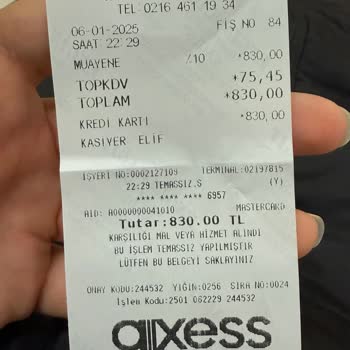 TEL 0216 461 19 34
06-01-2025 FİŞ NO 84
SAAT 22:29
MUAYENE %10 *830,00
TOPKDV *75,45
TOPLAM *830,00
KREDİ KARTI *830,00
KASİYER ELİF
İŞYERİ NO:0002127109 TERMİNAL:02197815
22:29 TEMASSIZ.S (Y)
**** **** **** 6957
AID: A0000000041010 MASTERCARD
Tutar:830.00 TL
KARŞILIĞI MAL VEYA HİZMET ALINDI
BU İŞLEM TEMASSIZ YAPILMIŞTIR
LÜTFEN BU BELGEYİ SAKLAYINIZ
ONAY KODU:244532 YIĞIN:0256 SIRA NO:0024
İşlem Kodu:2501 062229 244532
axess